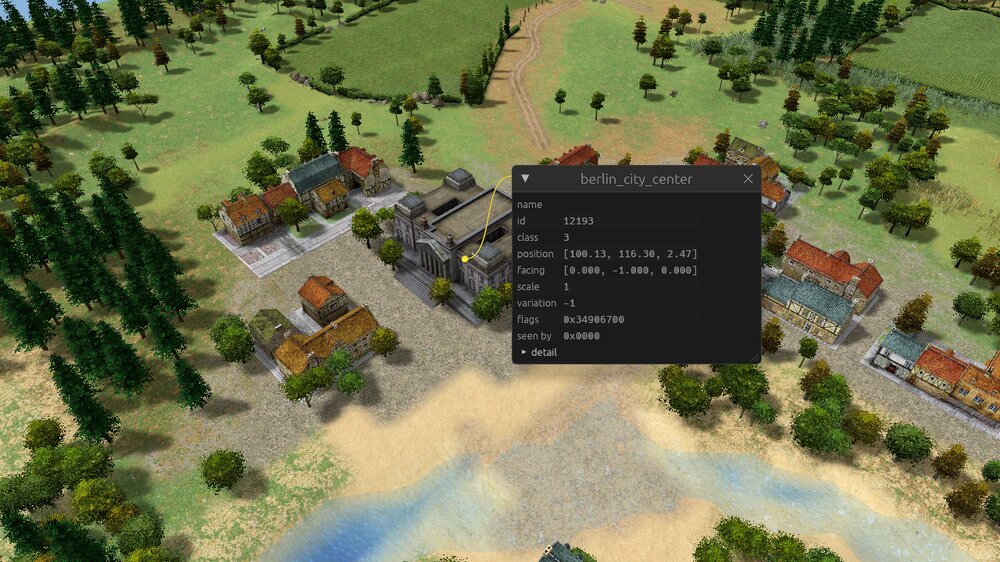 berlin_city_center
name
id 12193
class 3
position [100.13, 116.30, 2.47]
facing [0.000, -1.000, 0.000]
scale 1
variation -1
flags 0x34906700
seen by 0x0000
detail